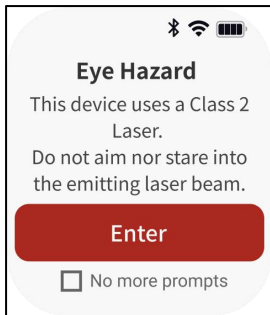 Eye Hazard
This device uses a Class 2
Laser.
Do not aim nor stare into
the emitting laser beam.
Enter
No more prompts